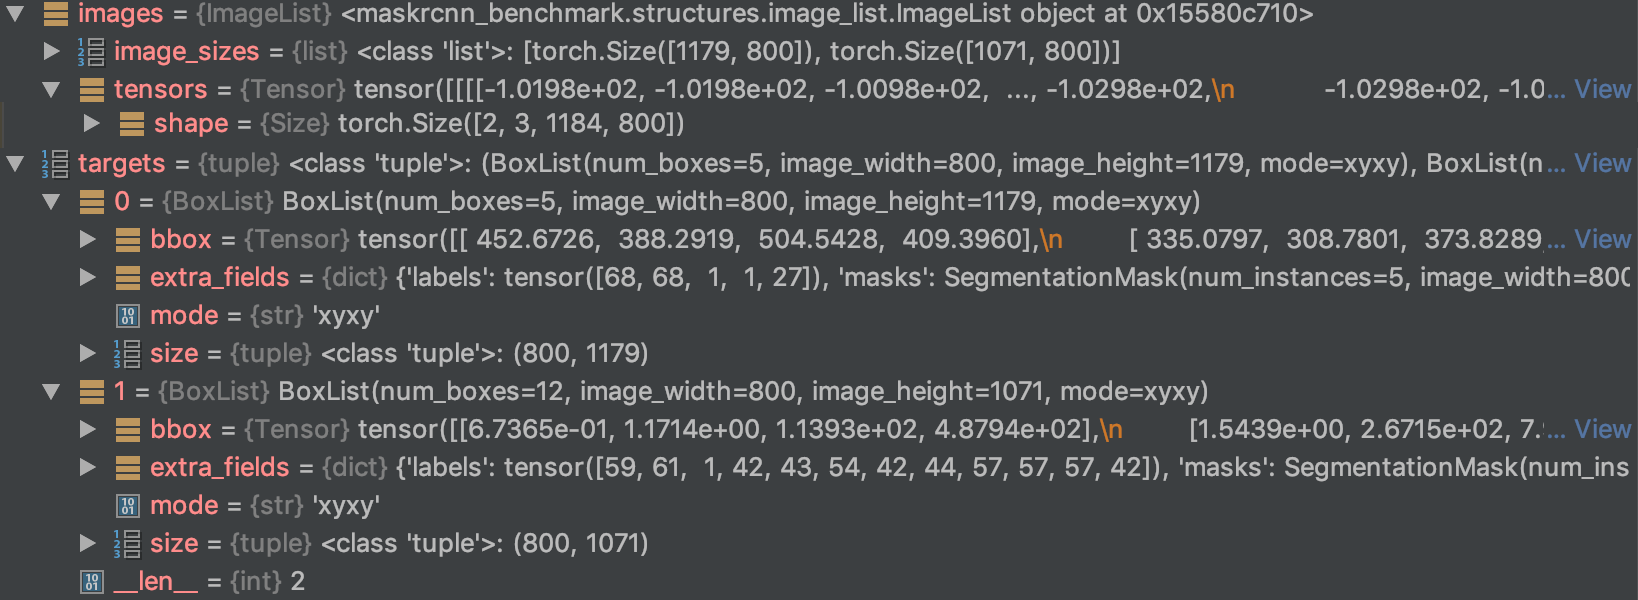 images = {ImageList} <maskrcnn_benchmark.structures.image_list.ImageList object at 0x15580c710>
image_sizes = {list} <class 'list'>: [torch.Size([1179, 800]), torch.Size([1071, 800])]
tensors = {Tensor} tensor([[[[-1.0198e+02, -1.0198e+02, -1.0098e+02,  ..., -1.0298e+02,\n          -1.0298e+02, -1.0... View
shape = {Size} torch.Size([2, 3, 1184, 800])
targets = {tuple} <class 'tuple'>: (BoxList(num_boxes=5, image_width=800, image_height=1179, mode=xyxy), BoxList(n... View
0 = {BoxList} BoxList(num_boxes=5, image_width=800, image_height=1179, mode=xyxy)
bbox = {Tensor} tensor([[ 452.6726,  388.2919,  504.5428,  409.3960],\n        [ 335.0797,  308.7801,  373.8289,... View
extra_fields = {dict} {'labels': tensor([68, 68,  1,  1, 27]), 'masks': SegmentationMask(num_instances=5, image_width=800
mode = {str} 'xyxy'
size = {tuple} <class 'tuple'>: (800, 1179)
1 = {BoxList} BoxList(num_boxes=12, image_width=800, image_height=1071, mode=xyxy)
bbox = {Tensor} tensor([[6.7365e-01, 1.1714e+00, 1.1393e+02, 4.8794e+02],\n        [1.5439e+00, 2.6715e+02, 7.... View
extra_fields = {dict} {'labels': tensor([59, 61,  1, 42, 43, 54, 42, 44, 57, 57, 57, 42]), 'masks': SegmentationMask(num_ins
mode = {str} 'xyxy'
size = {tuple} <class 'tuple'>: (800, 1071)
__len__ = {int} 2